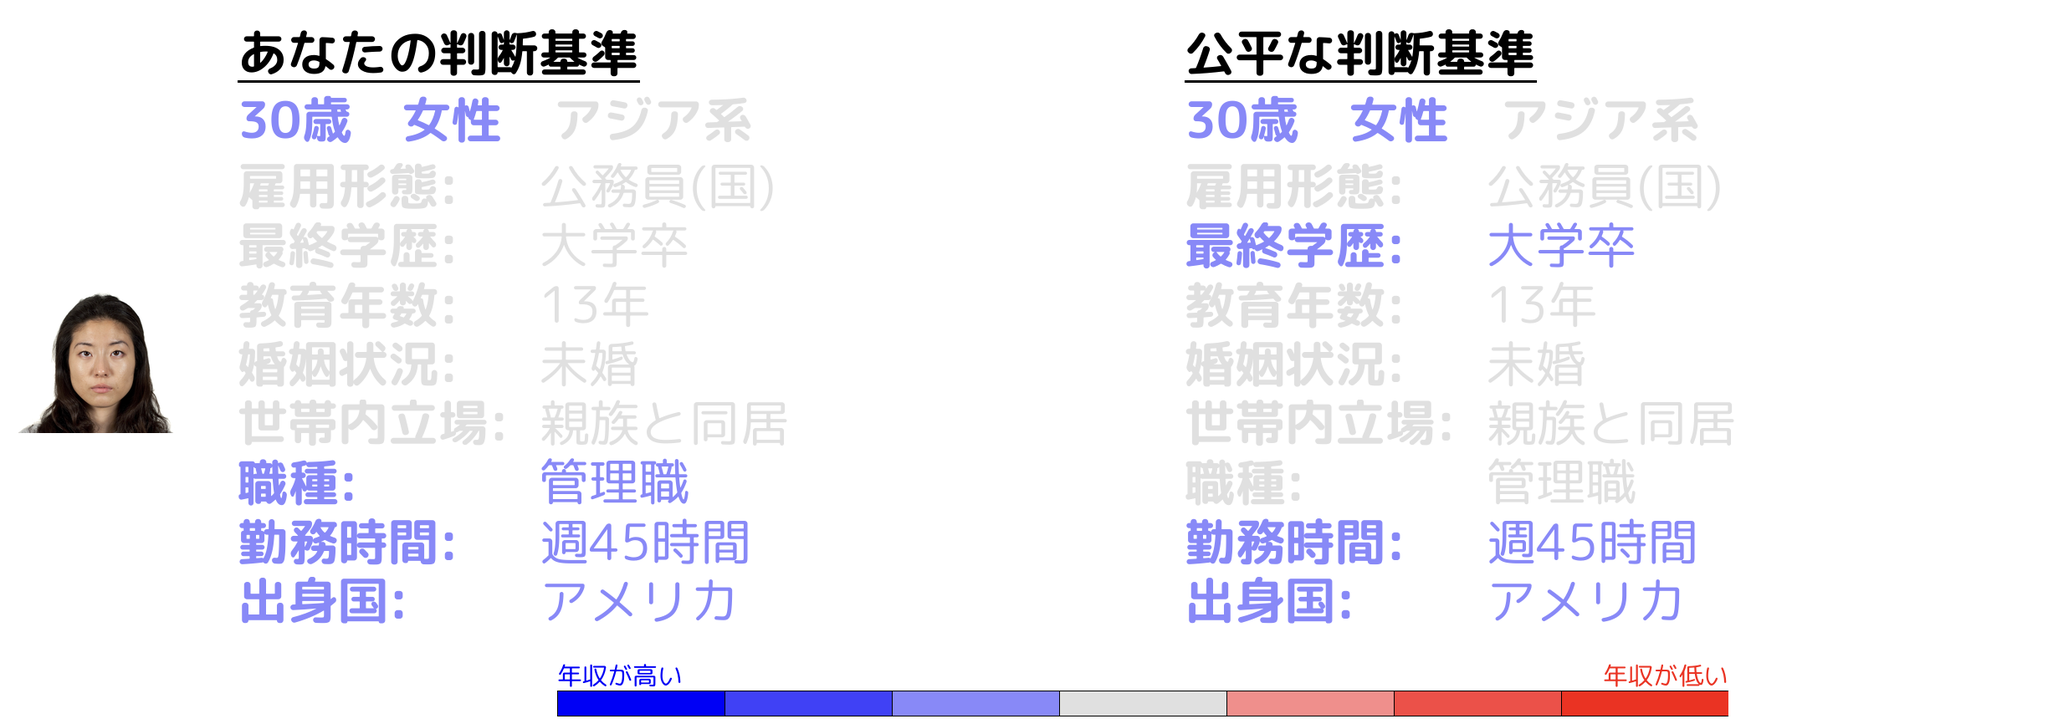 あなたの判断基準
30歳 女性 アジア系
雇用形態: 公務員(国)
最終学歴: 大学卒
教育年数: 13年
婚姻状況: 未婚
世帯内立場: 親族と同居
職種: 管理職
勤務時間: 週45時間
出身国: アメリカ
公平な判断基準
30歳 女性 アジア系
雇用形態: 公務員(国)
最終学歴: 大学卒
教育年数: 13年
婚姻状況: 未婚
世帯内立場: 親族と同居
職種: 管理職
勤務時間: 週45時間
出身国: アメリカ
年収が高い
年収が低い